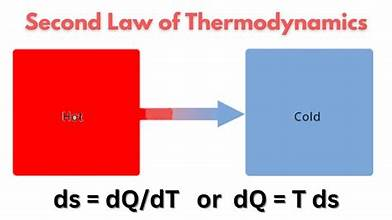 Second Law of Thermodynamics
Hot
Cold
ds = dQ/dT or dQ = T ds